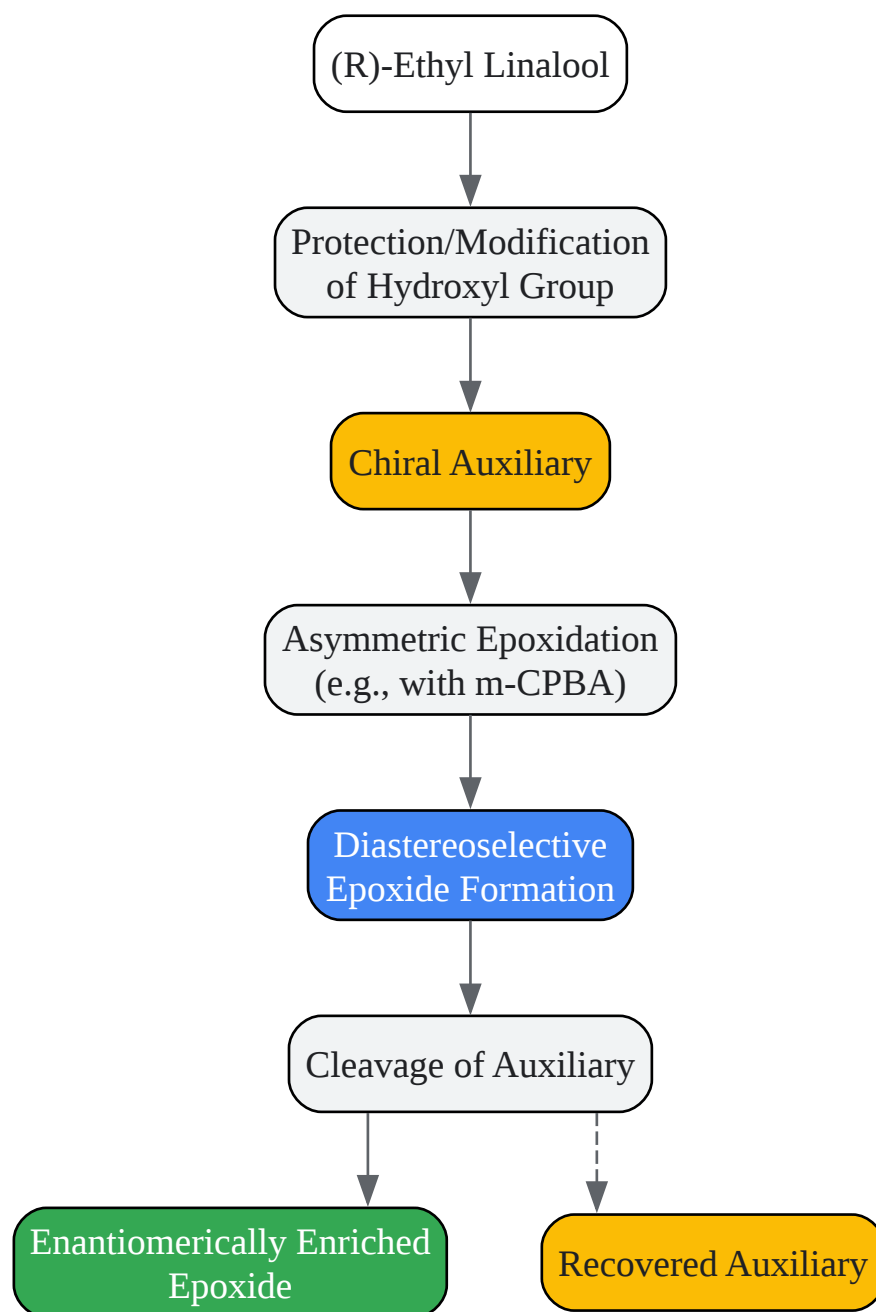 (R)-Ethyl Linalool
Protection/Modification
of Hydroxyl Group
Chiral Auxiliary
Asymmetric Epoxidation
(e.g., with m-CPBA)
Diastereoselective
Epoxide Formation
Cleavage of Auxiliary
Enantiomerically Enriched
Epoxide
Recovered Auxiliary